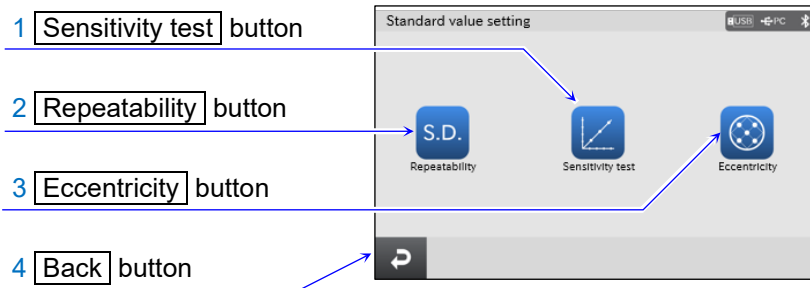 1 Sensitivity test button
Standard value setting
USB PC
2 Repeatability button
S.D.
Repeatability
Sensitivity test
Eccentricity
3 Eccentricity button
4 Back button